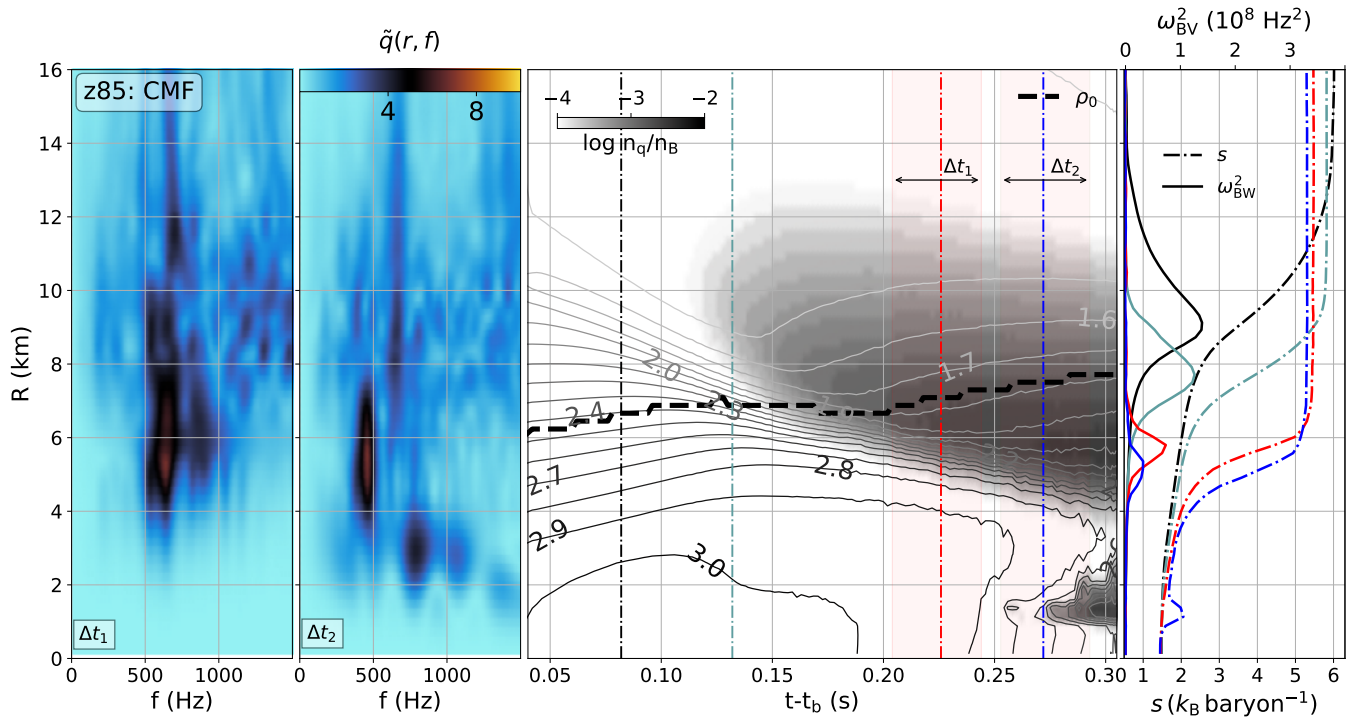 q̃(r, f)
ω²BV (10⁸ Hz²)
0 1 2 3
16
14
12
10
8
6
4
2
0
R (km)
z85: CMF
4 8
Δt₁
Δt₂
0 500 1000
f (Hz)
500 1000
f (Hz)
−4 −3 −2
log nq/nB
ρ₀
Δt₁
Δt₂
1.6
1.7
2.0
2.4
2.7
2.8
2.9
3.0
0.05 0.10 0.15 0.20 0.25 0.30
t-tb (s)
s
ω²BW
0 1 2 3 4 5 6
s (kB baryon⁻¹)